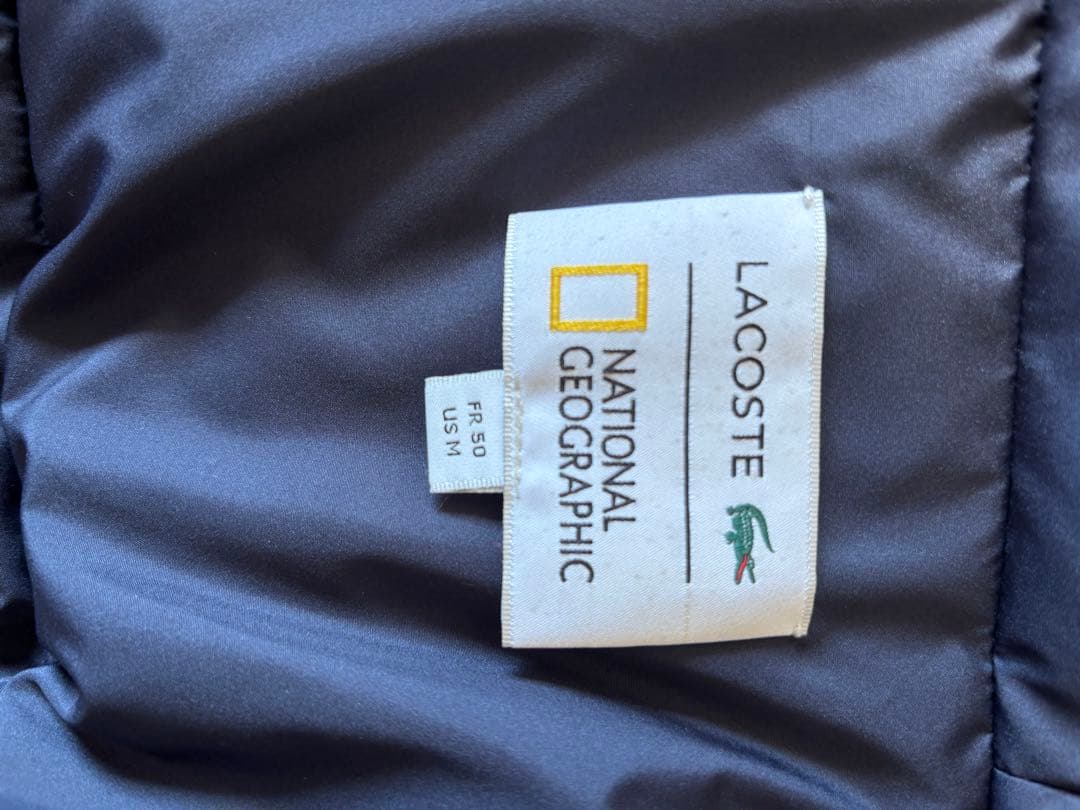 LACOSTE
NATIONAL
GEOGRAPHIC
FR 50
US M